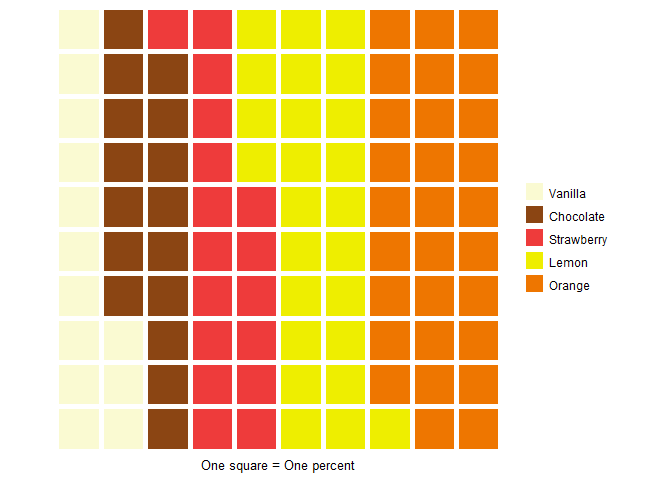 Vanilla
Chocolate
Strawberry
Lemon
Orange
One square = One percent